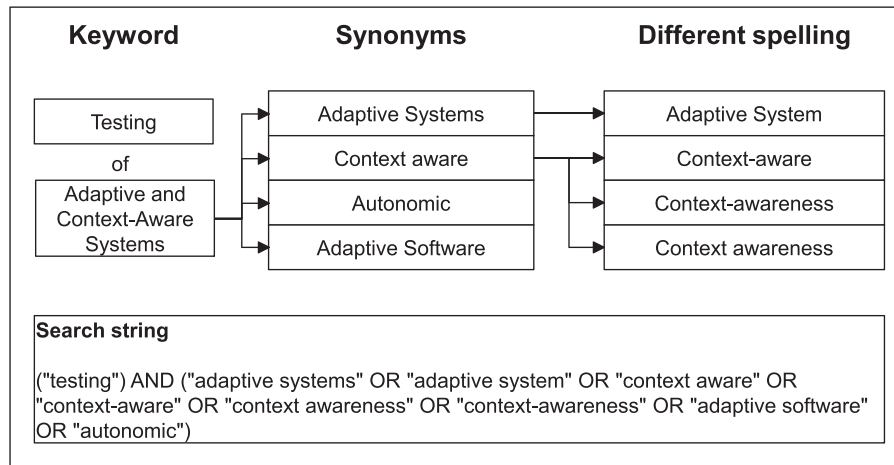 Keyword
Synonyms
Different spelling
Testing
of
Adaptive and
Context-Aware
Systems
Adaptive Systems
Context aware
Autonomic
Adaptive Software
Adaptive System
Context-aware
Context-awareness
Context awareness
Search string
("testing") AND ("adaptive systems" OR "adaptive system" OR "context aware" OR
"context-aware" OR "context awareness" OR "context-awareness" OR "adaptive software"
OR "autonomic")